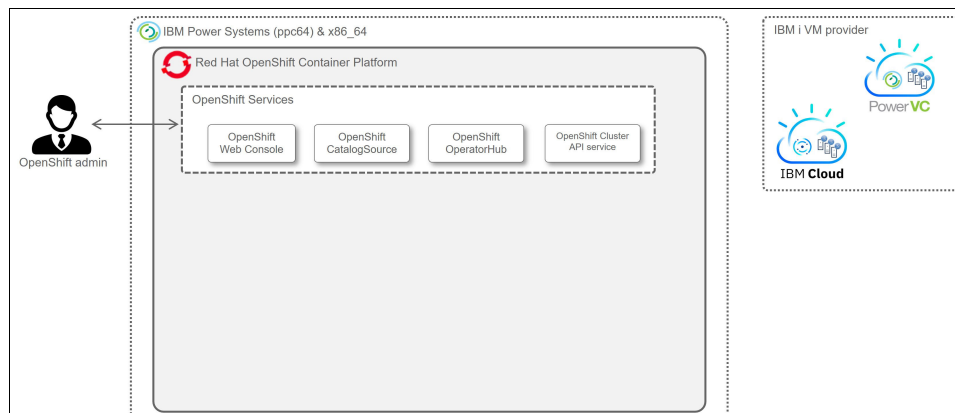 IBM Power Systems (ppc64) & x86_64
Red Hat OpenShift Container Platform
OpenShift Services
OpenShift
Web Console
OpenShift
CatalogSource
OpenShift
OperatorHub
OpenShift Cluster
API service
OpenShift admin
IBM i VM provider
PowerVC
IBM Cloud